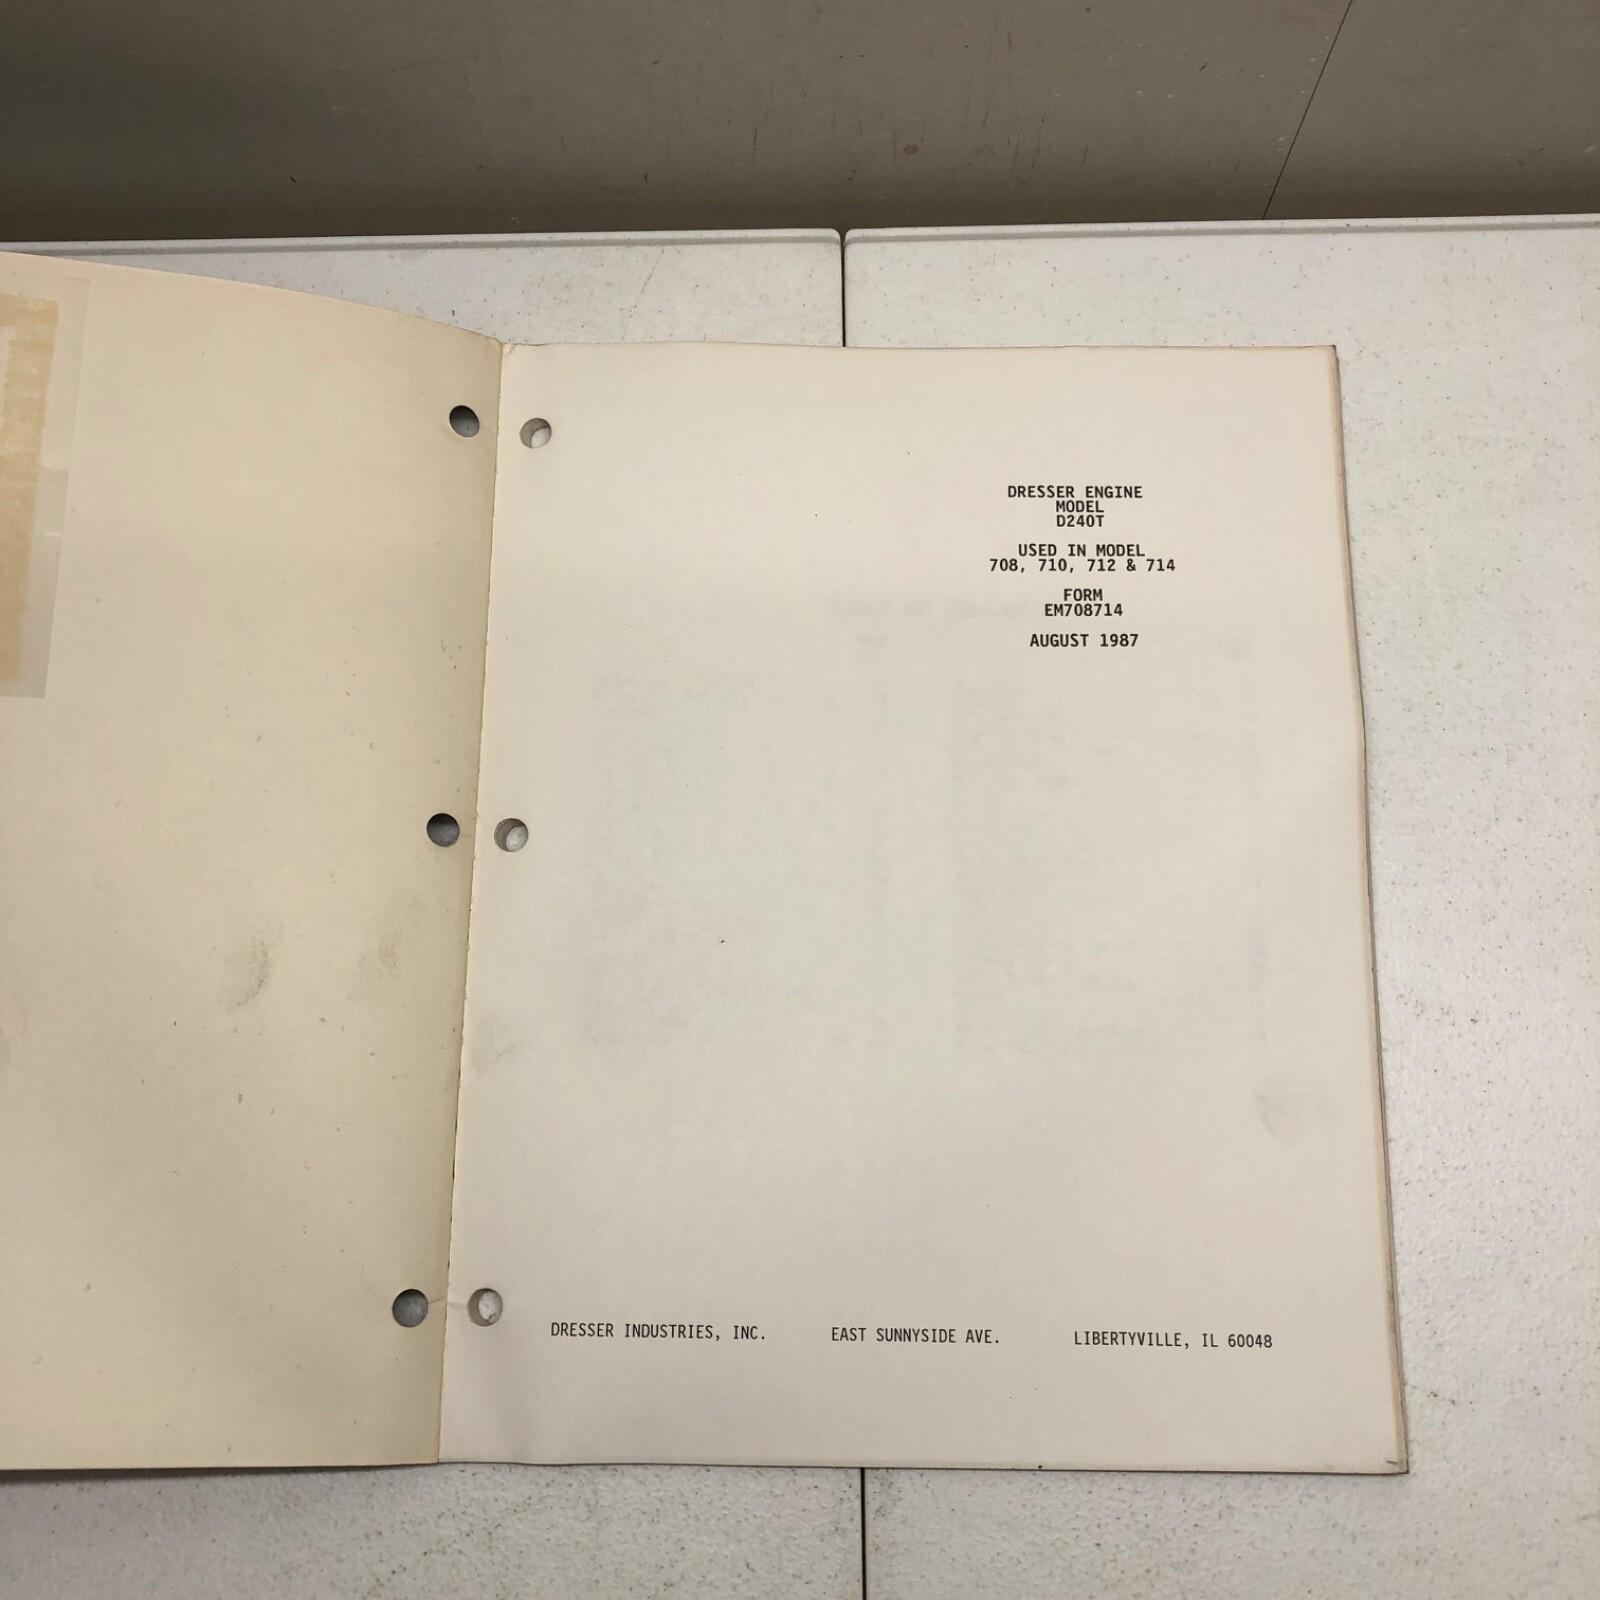 DRESSER ENGINE
MODEL
D240T
USED IN MODEL
708, 710, 712 & 714
FORM
EM708714
AUGUST 1987
DRESSER INDUSTRIES, INC. EAST SUNNYSIDE AVE. LIBERTYVILLE, IL 60048